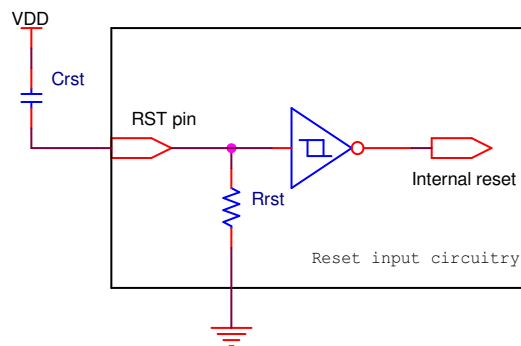 VDD
Crst
RST pin
Rrst
Internal reset
Reset input circuitry